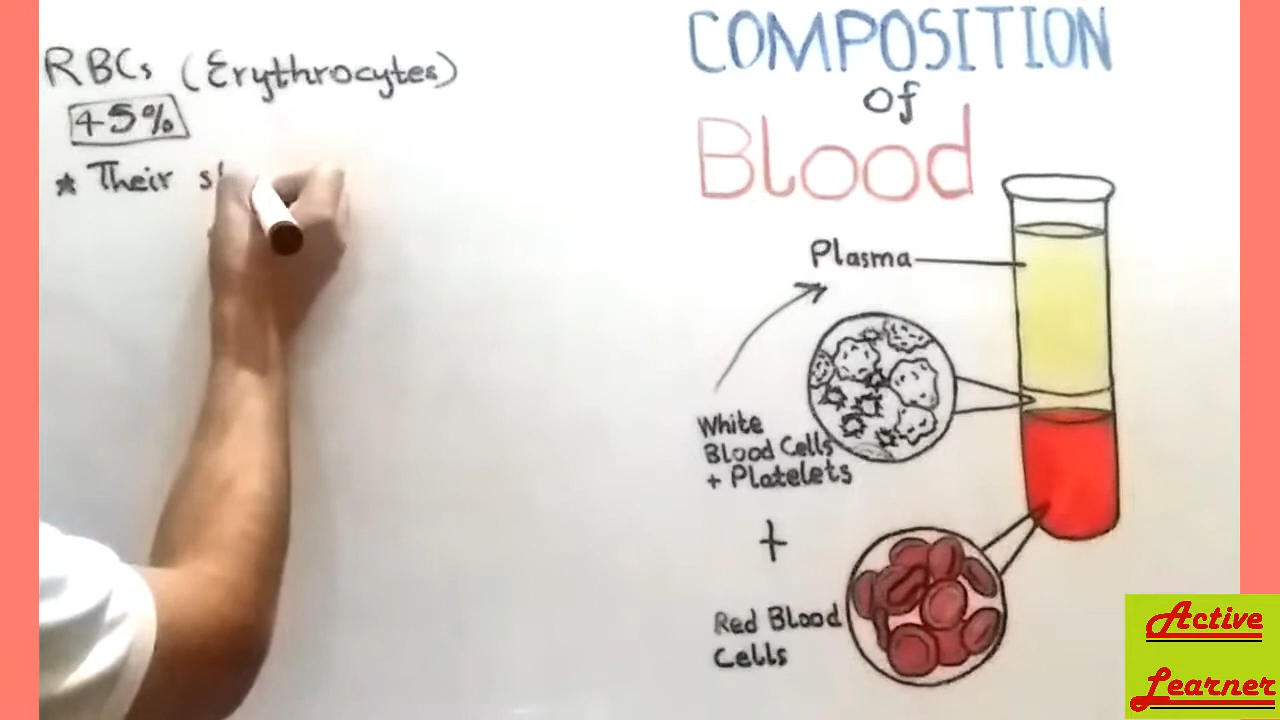 RBCs (Erythrocytes)
45%
* Their
COMPOSITION
of
Blood
Plasma
White
Blood Cells
+ Platelets
+
Red Blood
Cells
Active
Learner